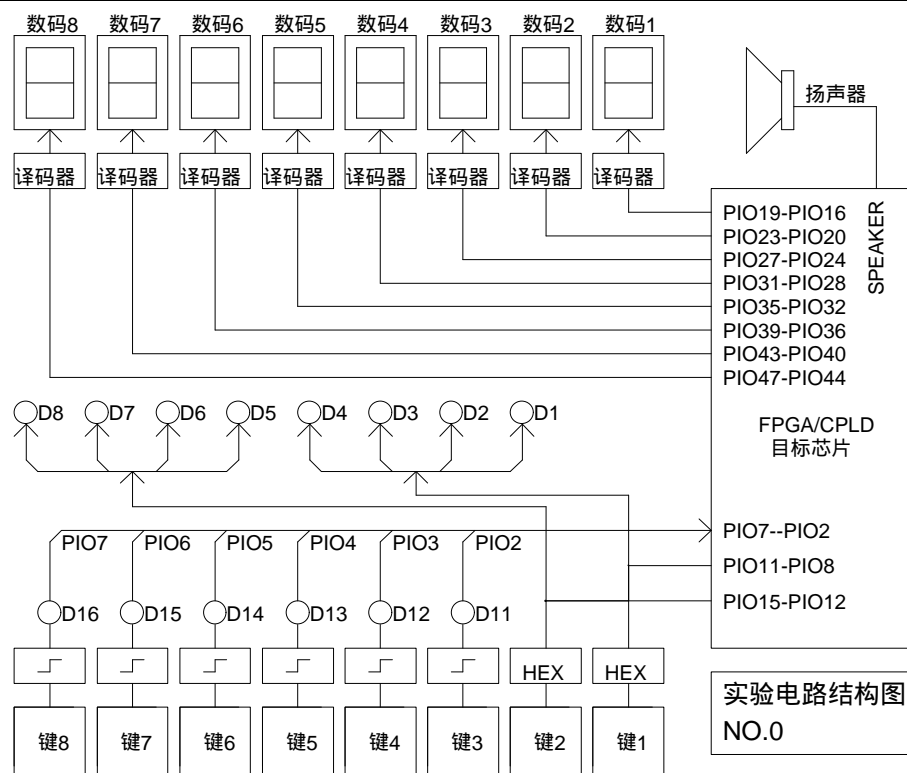 数码8 数码7 数码6 数码5 数码4 数码3 数码2 数码1
扬声器
译码器 译码器 译码器 译码器 译码器 译码器 译码器 译码器
SPEAKER
PIO19-PIO16
PIO23-PIO20
PIO27-PIO24
PIO31-PIO28
PIO35-PIO32
PIO39-PIO36
PIO43-PIO40
PIO47-PIO44
D8 D7 D6 D5 D4 D3 D2 D1
FPGA/CPLD
目标芯片
PIO7 PIO6 PIO5 PIO4 PIO3 PIO2
PIO7--PIO2
PIO11-PIO8
PIO15-PIO12
D16 D15 D14 D13 D12 D11
HEX HEX
键8 键7 键6 键5 键4 键3 键2 键1
实验电路结构图
NO.0